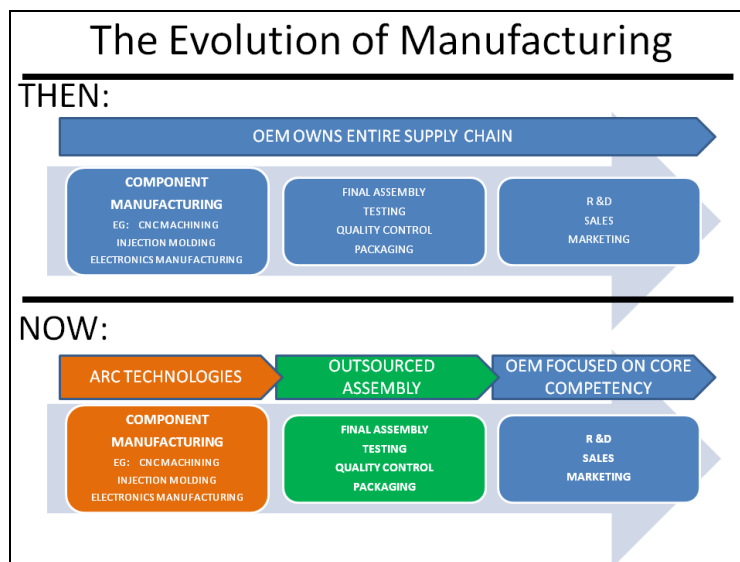 The Evolution of Manufacturing
THEN:
OEM OWNS ENTIRE SUPPLY CHAIN
COMPONENT
MANUFACTURING
EG: CNC MACHINING
INJECTION MOLDING
ELECTRONICS MANUFACTURING
FINAL ASSEMBLY
TESTING
QUALITY CONTROL
PACKAGING
R &D
SALES
MARKETING
NOW:
ARC TECHNOLOGIES
OUTSOURCED
ASSEMBLY
OEM FOCUSED ON CORE
COMPETENCY
COMPONENT
MANUFACTURING
EG: CNC MACHINING
INJECTION MOLDING
ELECTRONICS MANUFACTURING
FINAL ASSEMBLY
TESTING
QUALITY CONTROL
PACKAGING
R &D
SALES
MARKETING